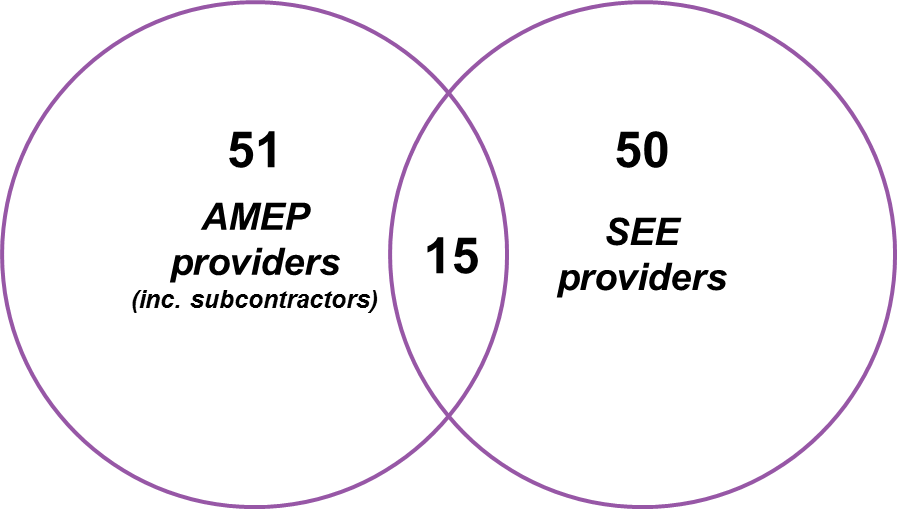 51
AMEP
providers
(inc. subcontractors)
15
50
SEE
providers